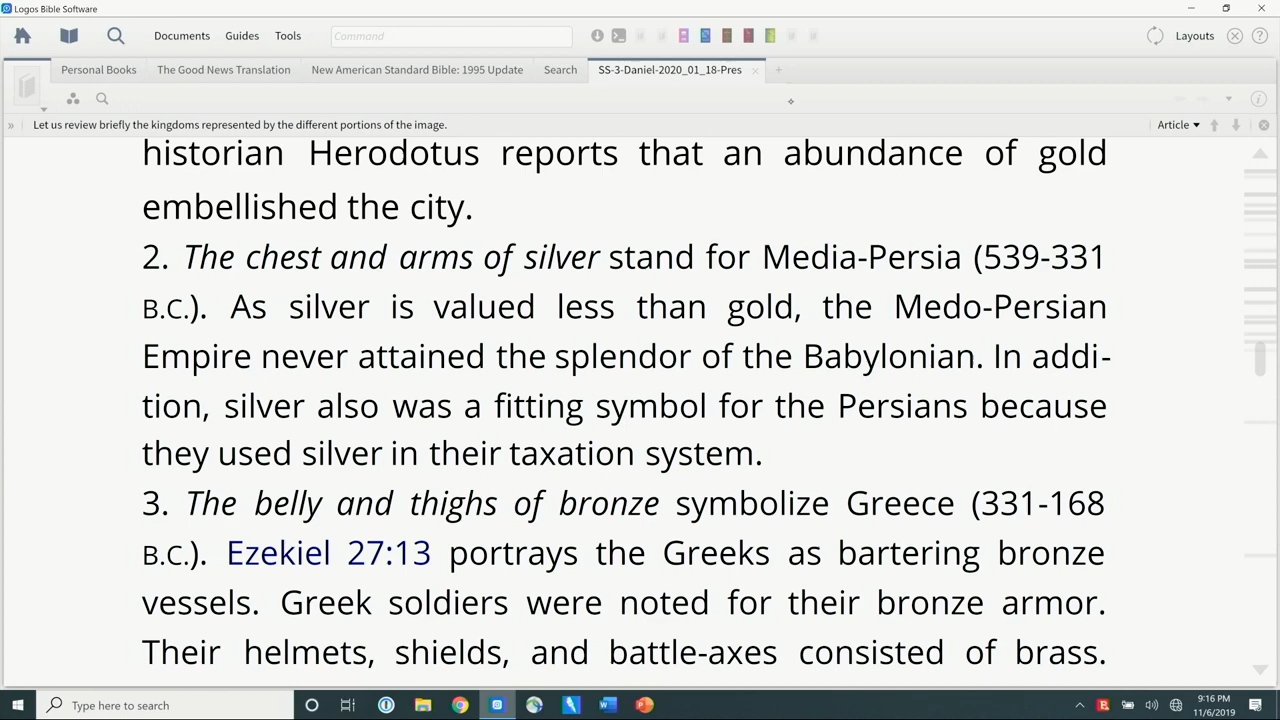 Logos Bible Software
Documents Guides Tools Command Layouts
Personal Books The Good News Translation New American Standard Bible: 1995 Update Search SS-3-Daniel-2020_01_18-Pres
» Let us review briefly the kingdoms represented by the different portions of the image. Article
historian Herodotus reports that an abundance of gold
embellished the city.
2. The chest and arms of silver stand for Media-Persia (539-331
B.C.). As silver is valued less than gold, the Medo-Persian
Empire never attained the splendor of the Babylonian. In addi-
tion, silver also was a fitting symbol for the Persians because
they used silver in their taxation system.
3. The belly and thighs of bronze symbolize Greece (331-168
B.C.). Ezekiel 27:13 portrays the Greeks as bartering bronze
vessels. Greek soldiers were noted for their bronze armor.
Their helmets, shields, and battle-axes consisted of brass.
Type here to search
9:16 PM
11/6/2019